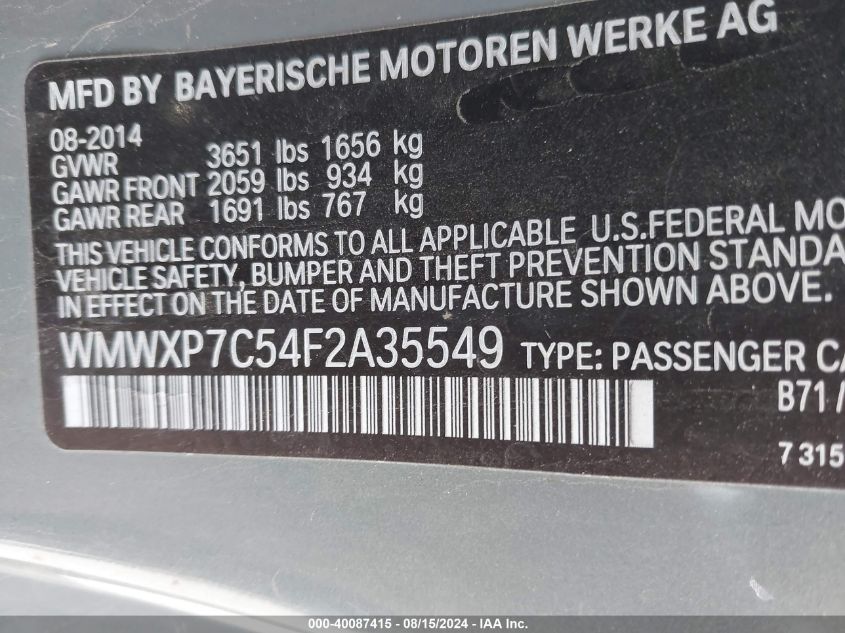 MFD BY BAYERISCHE MOTOREN WERKE AG
08-2014
GVWR 3651 lbs 1656 kg
GAWR FRONT 2059 lbs 934 kg
GAWR REAR 1691 lbs 767 kg
THIS VEHICLE CONFORMS TO ALL APPLICABLE U.S.FEDERAL MO
VEHICLE SAFETY, BUMPER AND THEFT PREVENTION STANDA
IN EFFECT ON THE DATE OF MANUFACTURE SHOWN ABOVE.
WMWXP7C54F2A35549 TYPE: PASSENGER CA
B71 /
7 315
000-40087415 - 08/15/2024 - IAA Inc.